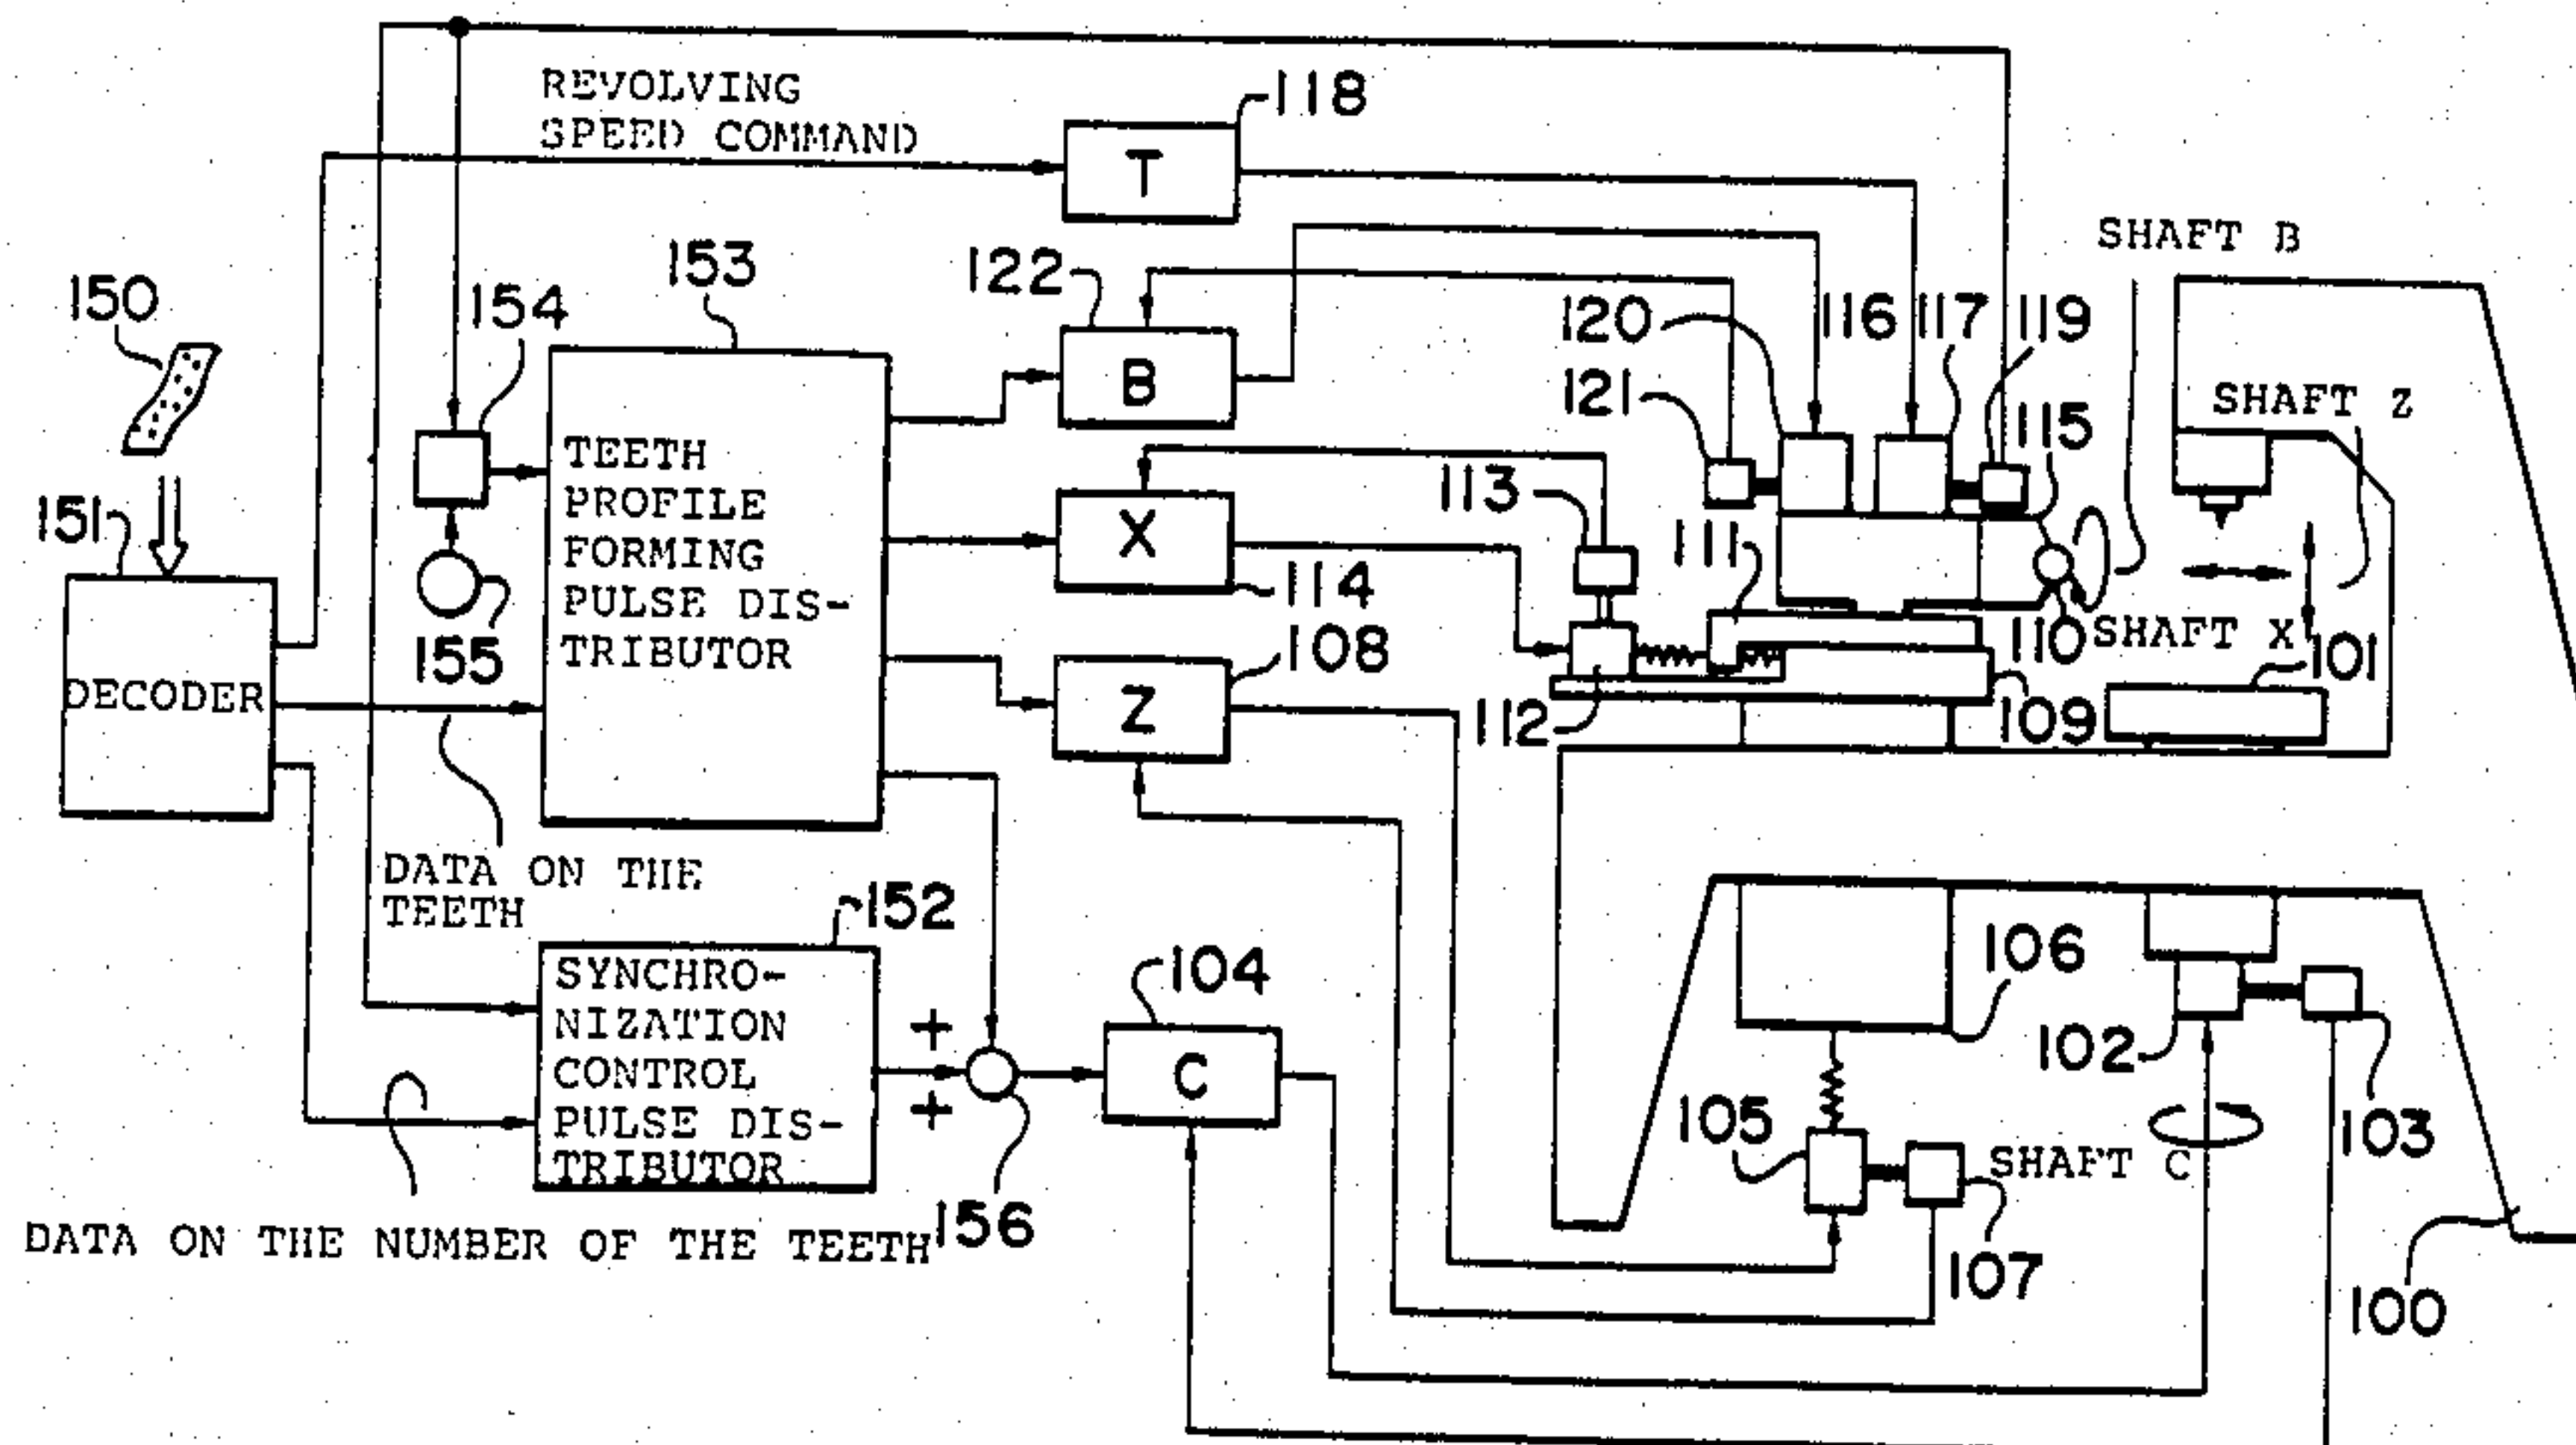 REVOLVING
SPEED COMMAND
118
T
SHAFT B
150
153
154
122
B
120
116
117
119
121
SHAFT Z
115
151
TEETH
PROFILE
FORMING
PULSE DIS-
TRIBUTOR
X
113
111
114
155
110
SHAFT X
101
DECODER
108
Z
112
109
DATA ON THE
TEETH
152
SYNCHRO-
NIZATION
CONTROL
PULSE DIS-
TRIBUTOR
+
+
104
C
106
102
105
SHAFT C
103
156
DATA ON THE NUMBER OF THE TEETH
107
100